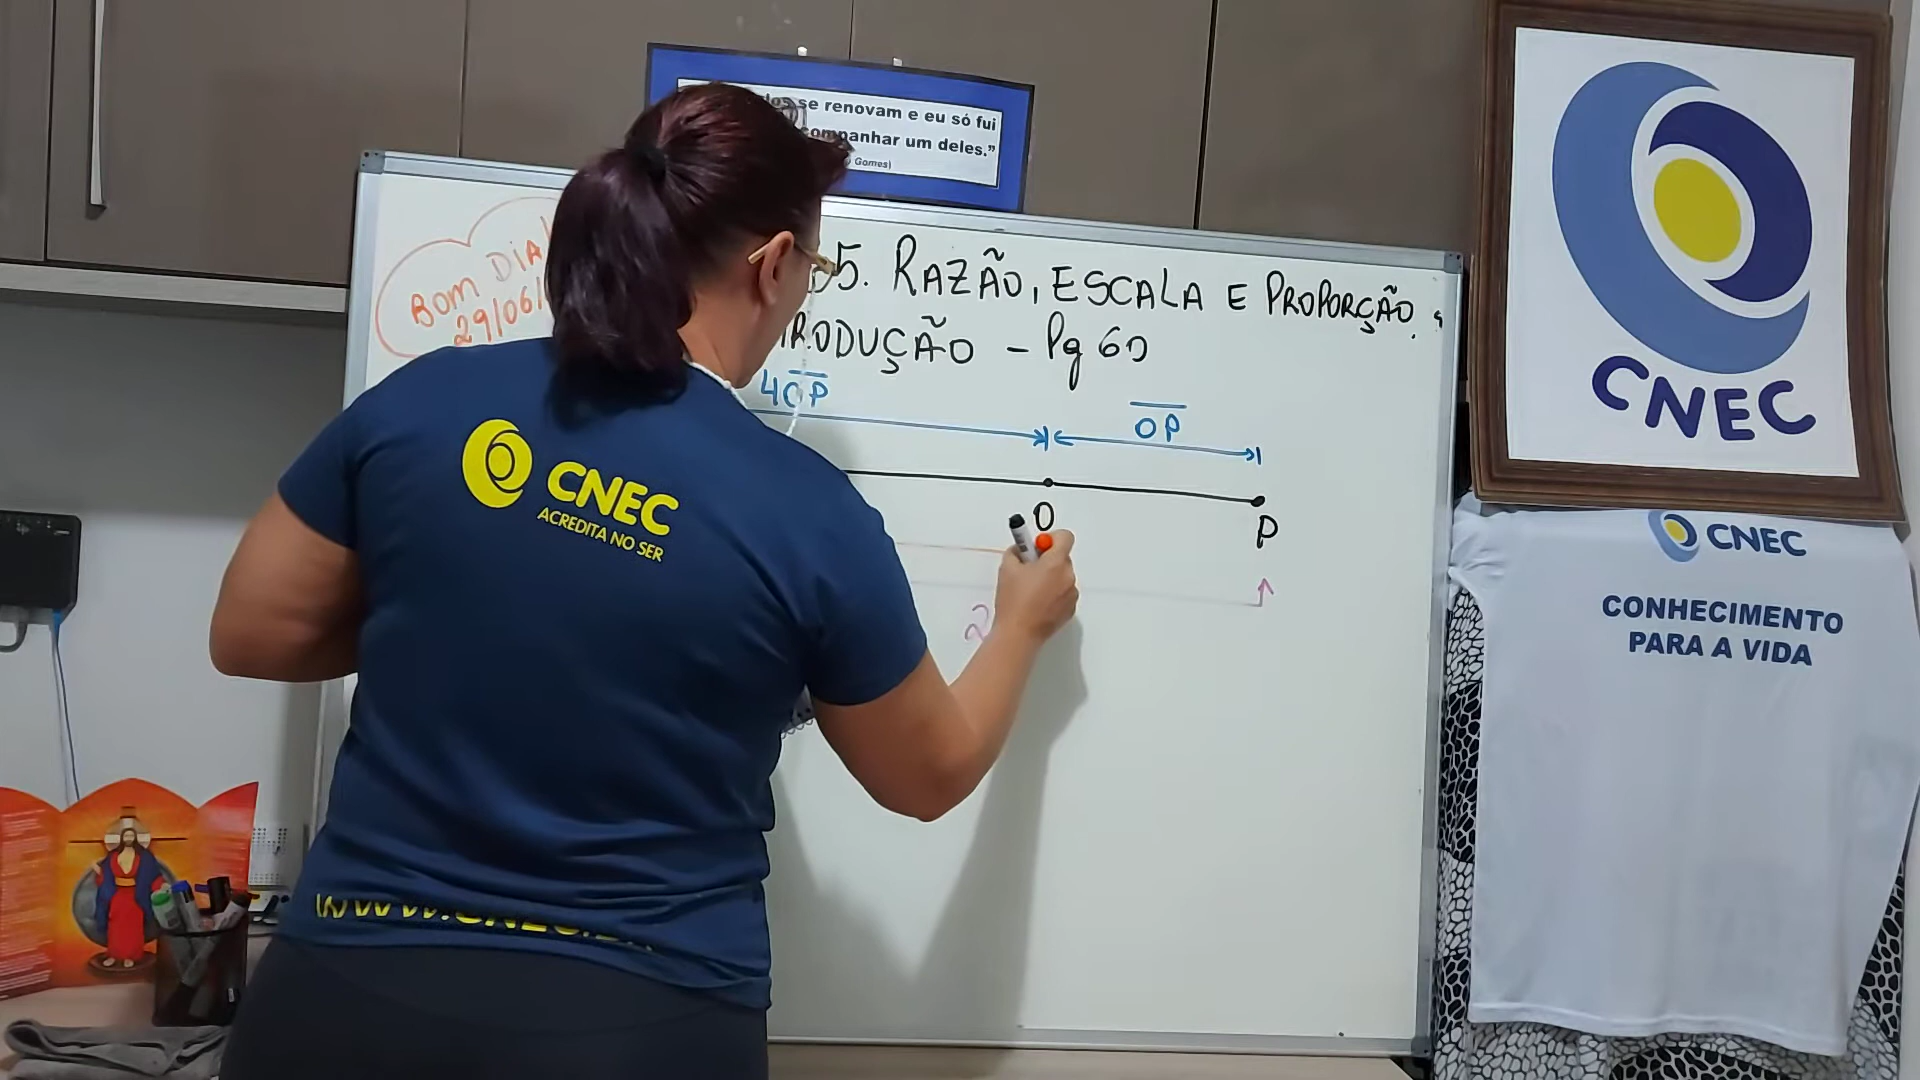 se renovam e eu só fui
companhar um deles."
Gomes)
BOM DIA
29/06/
5. RAZÃO, ESCALA E PROPORÇÃO.
RODUÇÃO - Pg 60
4OP
OP
O
P
2
CNEC
ACREDITA NO SER
CNEC
CNEC
CONHECIMENTO
PARA A VIDA